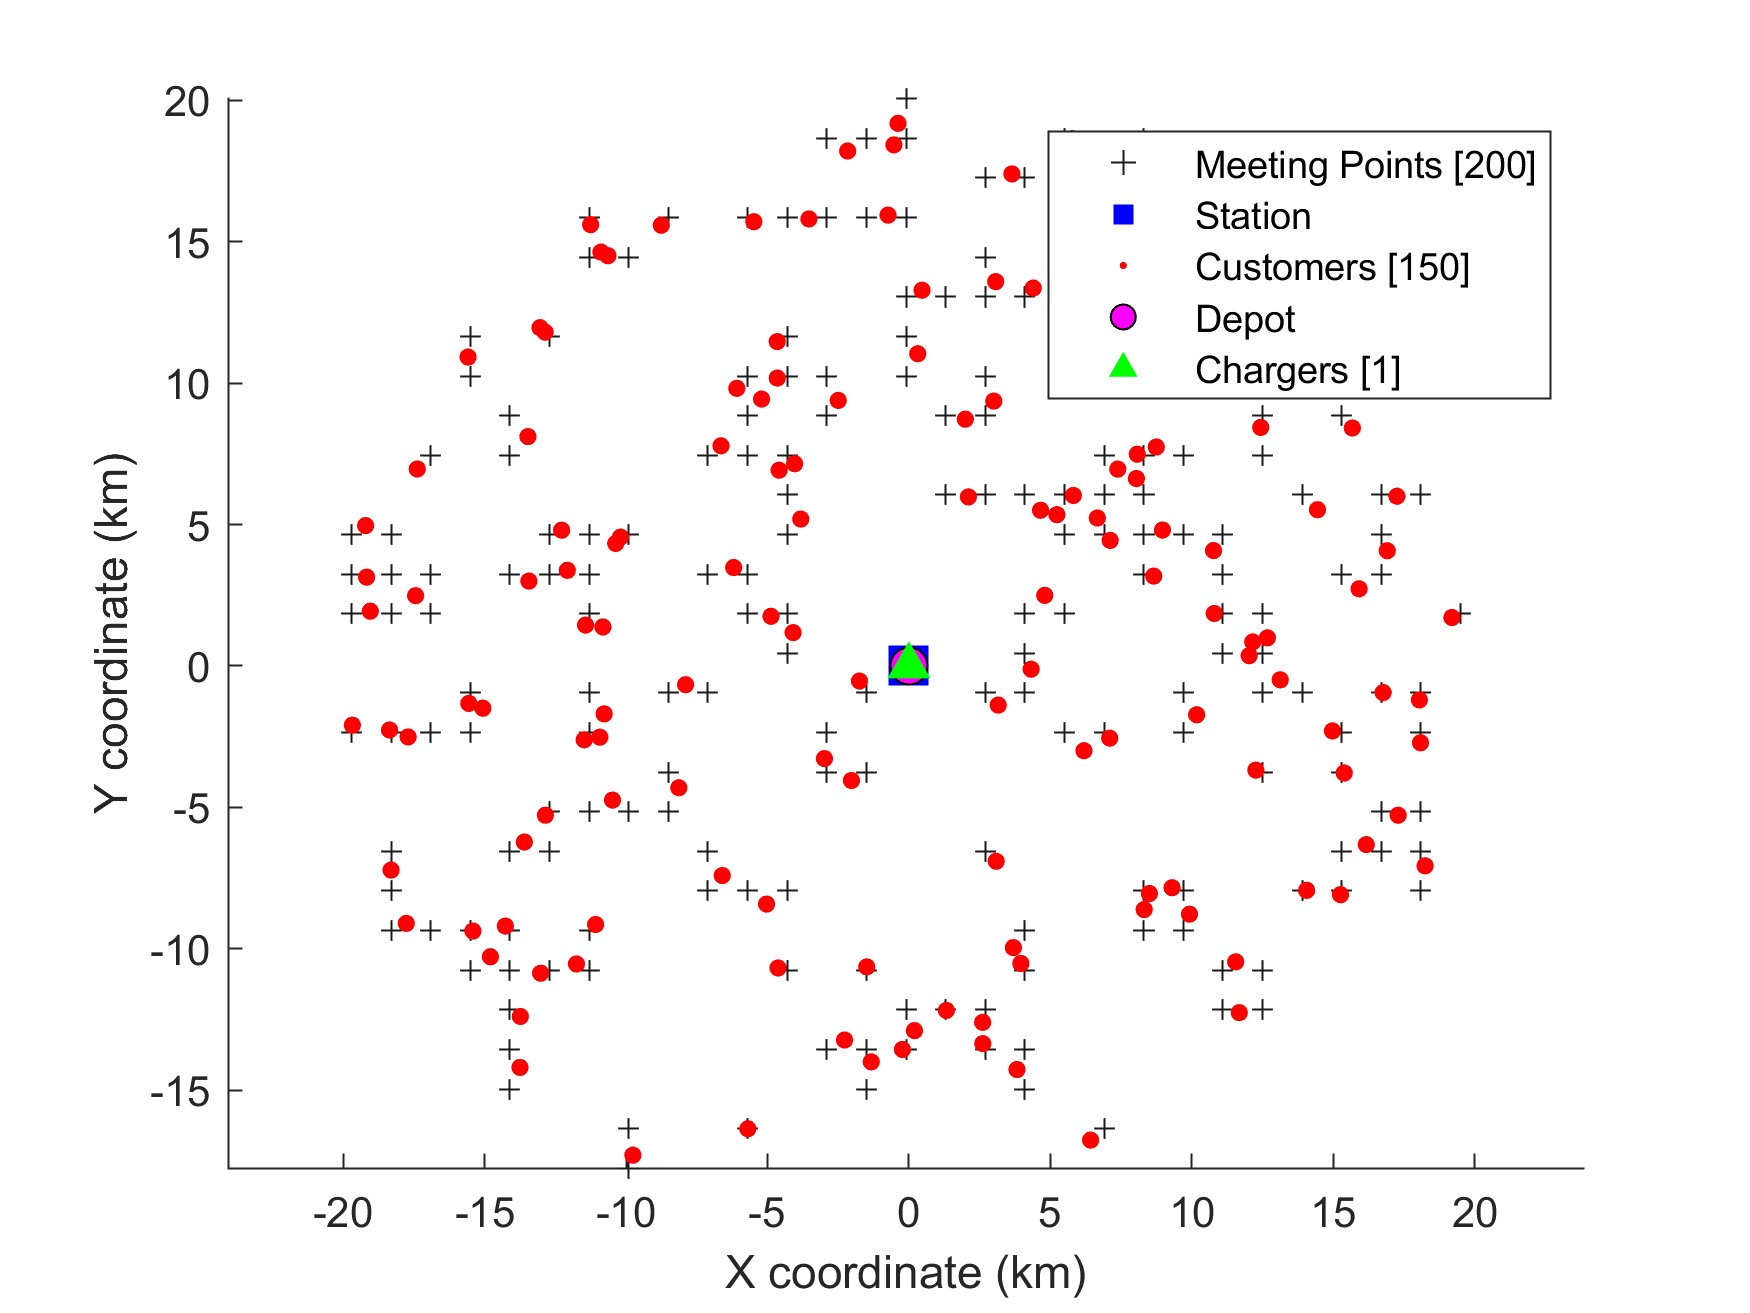 20
15
10
5
0
-5
-10
-15
Y coordinate (km)
Meeting Points [200]
Station
Customers [150]
Depot
Chargers [1]
-20 -15 -10 -5 0 5 10 15 20
X coordinate (km)